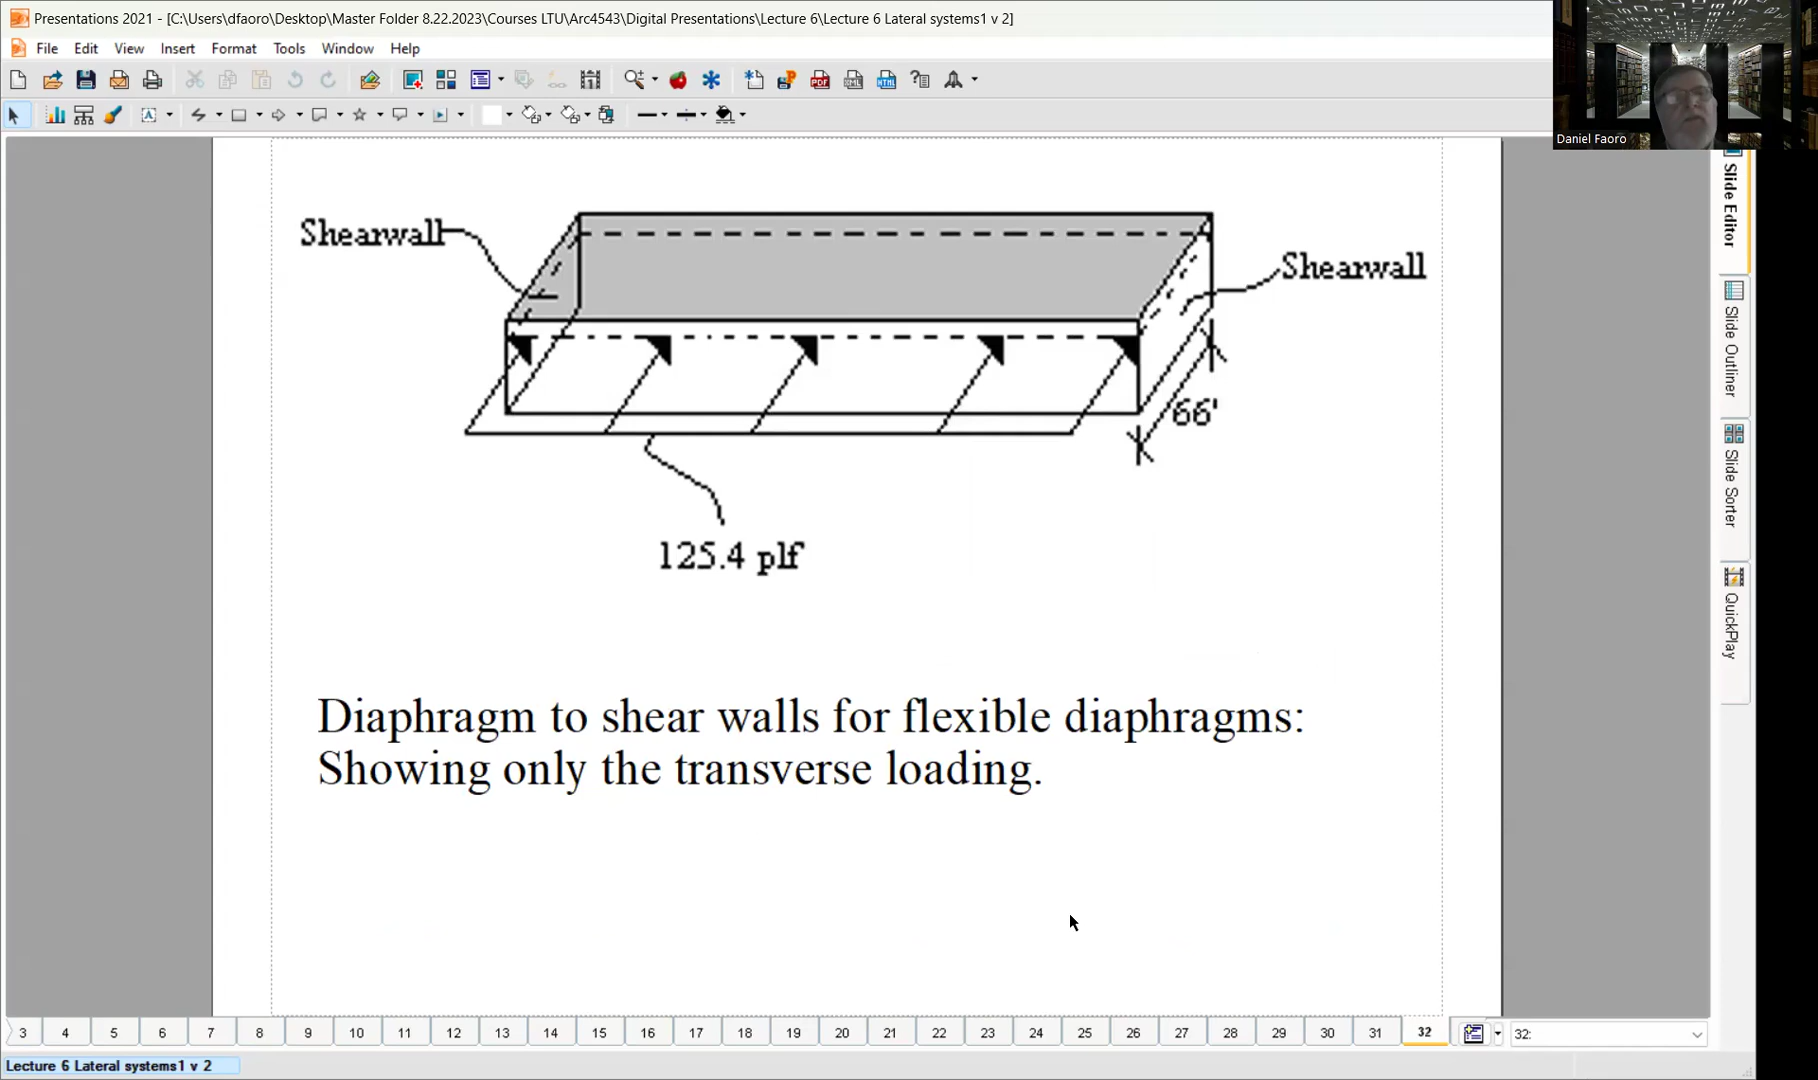 Presentations 2021 - [C:\Users\dfaoro\Desktop\Master Folder 8.22.2023\Courses LTU\Arc4543\Digital Presentations\Lecture 6\Lecture 6 Lateral systems1 v 2]
File Edit View Insert Format Tools Window Help
Daniel Faoro
Shearwall
Shearwall
66'
125.4 plf
Diaphragm to shear walls for flexible diaphragms:
Showing only the transverse loading.
Slide Editor
Slide Outliner
Slide Sorter
QuickPlay
3 4 5 6 7 8 9 10 11 12 13 14 15 16 17 18 19 20 21 22 23 24 25 26 27 28 29 30 31 32 32:
Lecture 6 Lateral systems1 v 2